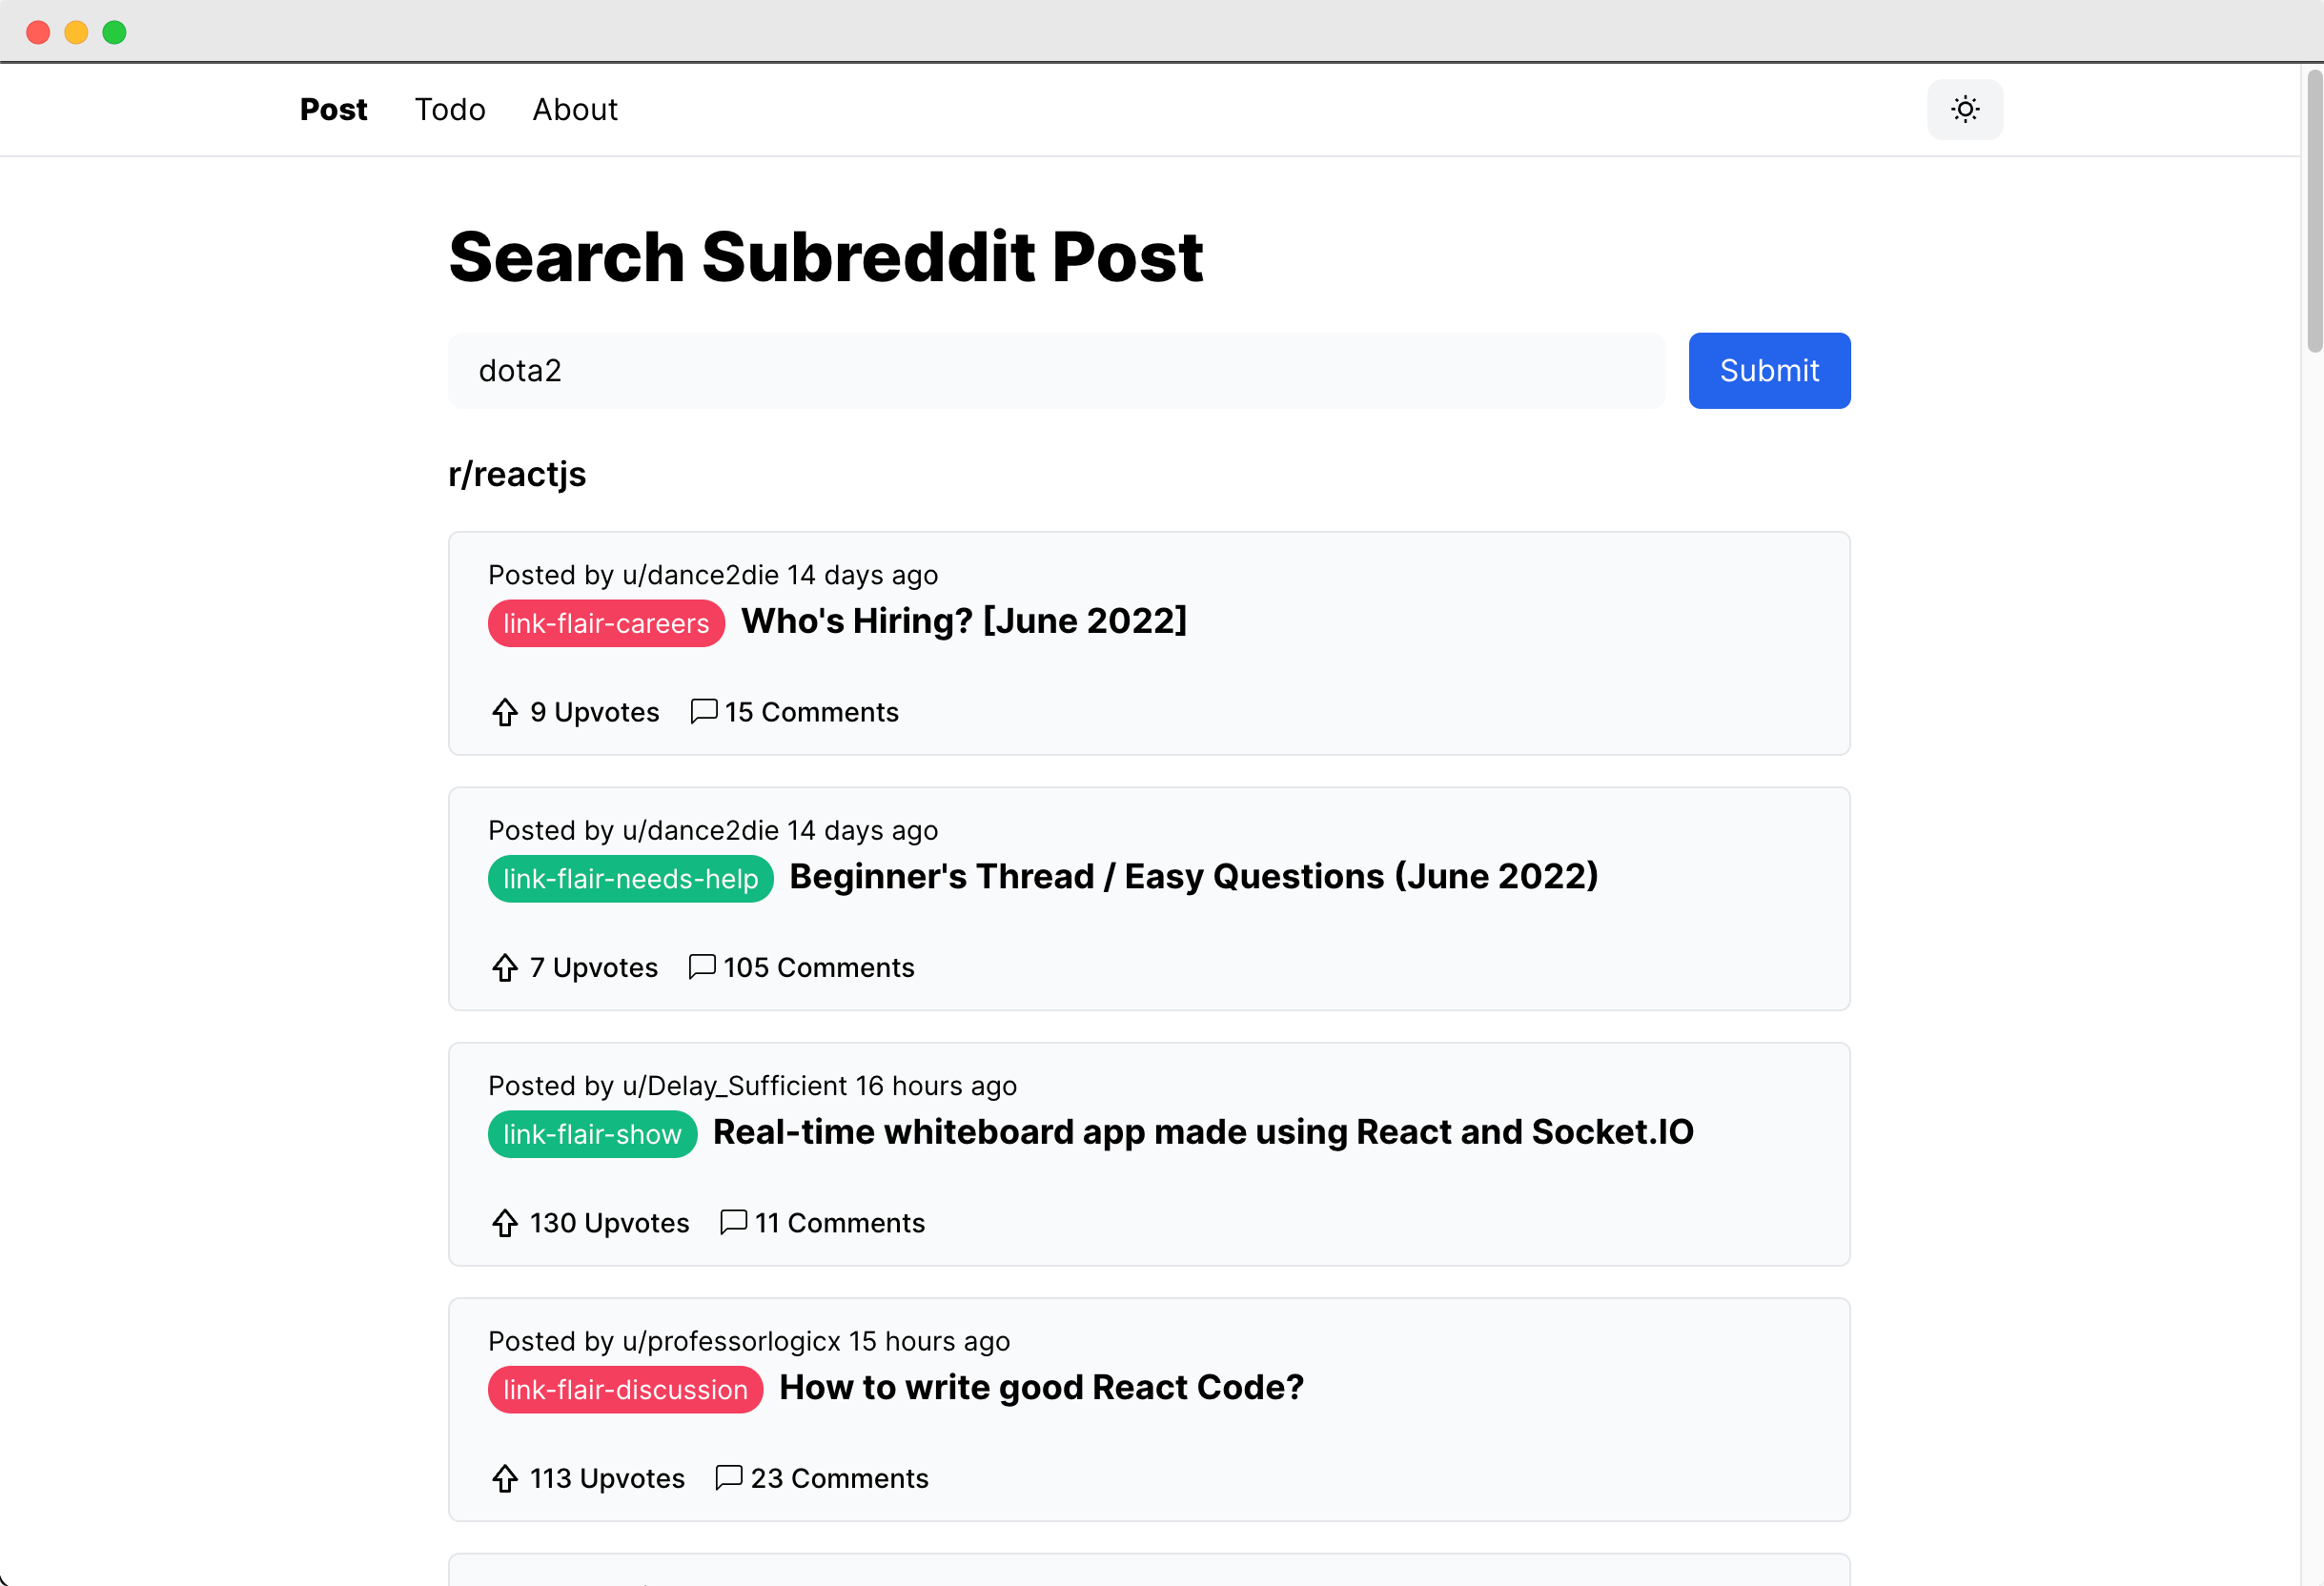 Post Todo About
Search Subreddit Post
dota2
Submit
r/reactjs
Posted by u/dance2die 14 days ago
link-flair-careers Who's Hiring? [June 2022]
9 Upvotes 15 Comments
Posted by u/dance2die 14 days ago
link-flair-needs-help Beginner's Thread / Easy Questions (June 2022)
7 Upvotes 105 Comments
Posted by u/Delay_Sufficient 16 hours ago
link-flair-show Real-time whiteboard app made using React and Socket.IO
130 Upvotes 11 Comments
Posted by u/professorlogicx 15 hours ago
link-flair-discussion How to write good React Code?
113 Upvotes 23 Comments